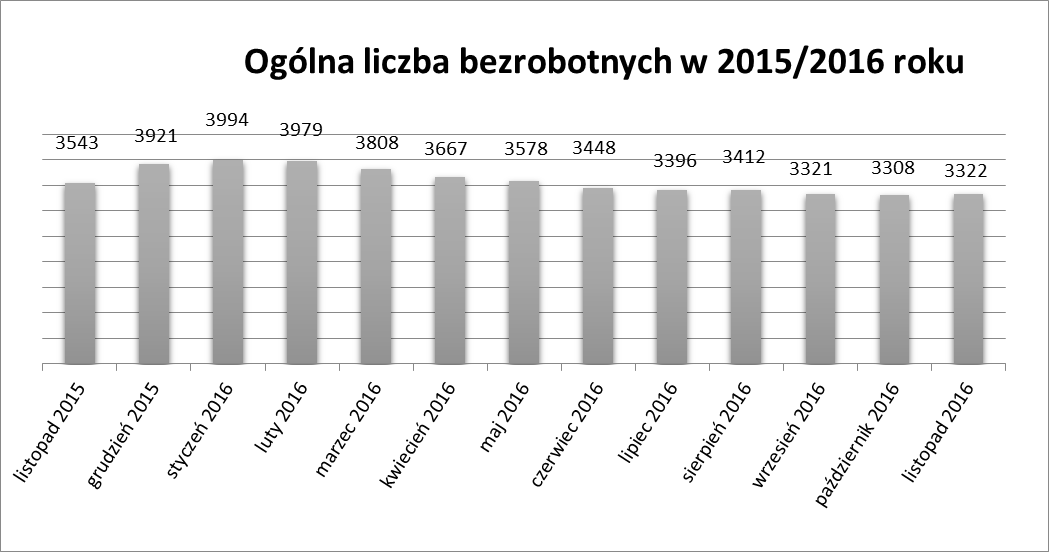 Ogólna liczba bezrobotnych w 2015/2016 roku
3543
3921
3994
3979
3808
3667
3578
3448
3396
3412
3321
3308
3322
listopad 2015
grudzień 2015
styczeń 2016
luty 2016
marzec 2016
kwiecień 2016
maj 2016
czerwiec 2016
lipiec 2016
sierpień 2016
wrzesień 2016
październik 2016
listopad 2016